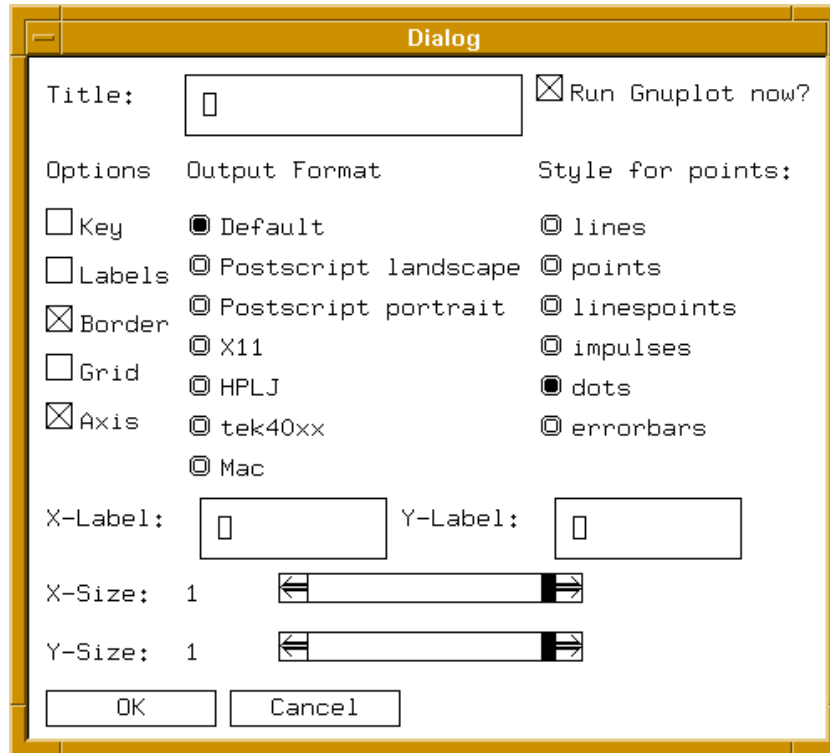 Dialog
Title: Run Gnuplot now?
Options Output Format Style for points:
Key Default lines
Labels Postscript landscape points
Border Postscript portrait linespoints
Grid X11 impulses
Axis HPLJ dots
tek40xx errorbars
Mac
X-Label: Y-Label:
X-Size: 1
Y-Size: 1
OK Cancel